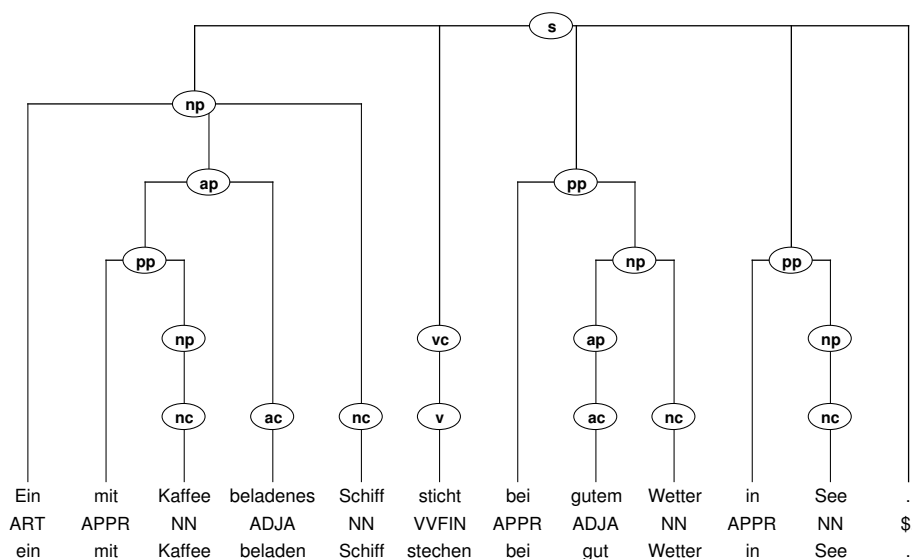 s
np
ap pp
pp np pp
np vc ap np
nc ac nc v ac nc nc
Ein mit Kaffee beladenes Schiff sticht bei gutem Wetter in See .
ART APPR NN ADJA NN VVFIN APPR ADJA NN APPR NN $
ein mit Kaffee beladen Schiff stechen bei gut Wetter in See .